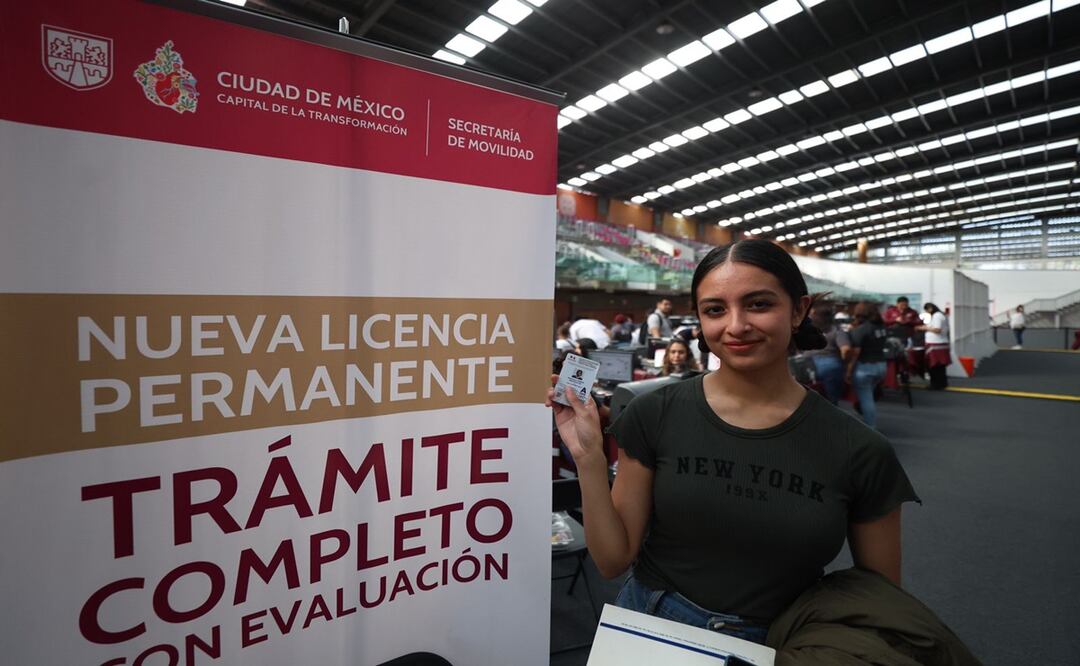 CIUDAD DE MÉXICO
CAPITAL DE LA TRANSFORMACIÓN
SECRETARÍA
DE MOVILIDAD
NUEVA LICENCIA
PERMANENTE
TRÁMITE
COMPLETO
CON EVALUACIÓN
A
NEW YORK
199X